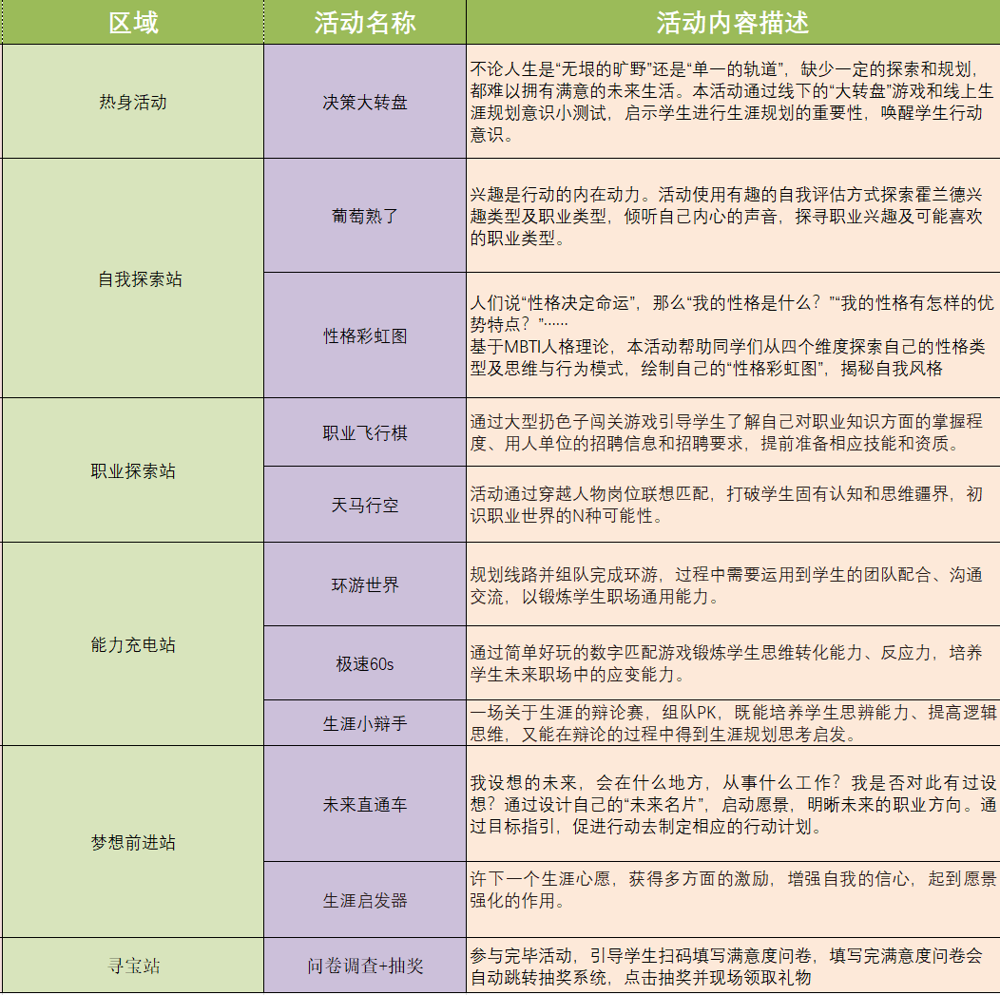 区域
活动名称
活动内容描述
热身活动
决策大转盘
不论人生是“无垠的旷野”还是“单一的轨道”，缺少一定的探索和规划，
都难以拥有满意的未来生活。本活动通过线下的“大转盘”游戏和线上生
涯规划意识小测试，启示学生进行生涯规划的重要性，唤醒学生行动
意识。
自我探索站
葡萄熟了
兴趣是行动的内在动力。活动使用有趣的自我评估方式探索霍兰德兴
趣类型及职业类型，倾听自己内心的声音，探寻职业兴趣及可能喜欢
的职业类型。
性格彩虹图
人们说“性格决定命运”，那么“我的性格是什么？”“我的性格有怎样的优
势特点？”……
基于MBTI人格理论，本活动帮助同学们从四个维度探索自己的性格类
型及思维与行为模式，绘制自己的“性格彩虹图”，揭秘自我风格
职业探索站
职业飞行棋
通过大型扔色子闯关游戏引导学生了解自己对职业知识方面的掌握程
度、用人单位的招聘信息和招聘要求，提前准备相应技能和资质。
天马行空
活动通过穿越人物岗位联想匹配，打破学生固有认知和思维疆界，初
识职业世界的N种可能性。
能力充电站
环游世界
规划线路并组队完成环游，过程中需要运用到学生的团队配合、沟通
交流，以锻炼学生职场通用能力。
极速60s
通过简单好玩的数字匹配游戏锻炼学生思维转化能力、反应力，培养
学生未来职场中的应变能力。
生涯小辩手
一场关于生涯的辩论赛，组队PK，既能培养学生思辨能力、提高逻辑
思维，又能在辩论的过程中得到生涯规划思考启发。
梦想前进站
未来直通车
我设想的未来，会在什么地方，从事什么工作？我是否对此有过设
想？通过设计自己的“未来名片”，启动愿景，明晰未来的职业方向。通
过目标指引，促进行动去制定相应的行动计划。
生涯启发器
许下一个生涯心愿，获得多方面的激励，增强自我的信心，起到愿景
强化的作用。
寻宝站
问卷调查+抽奖
参与完毕活动，引导学生扫码填写满意度问卷，填写完满意度问卷会
自动跳转抽奖系统，点击抽奖并现场领取礼物